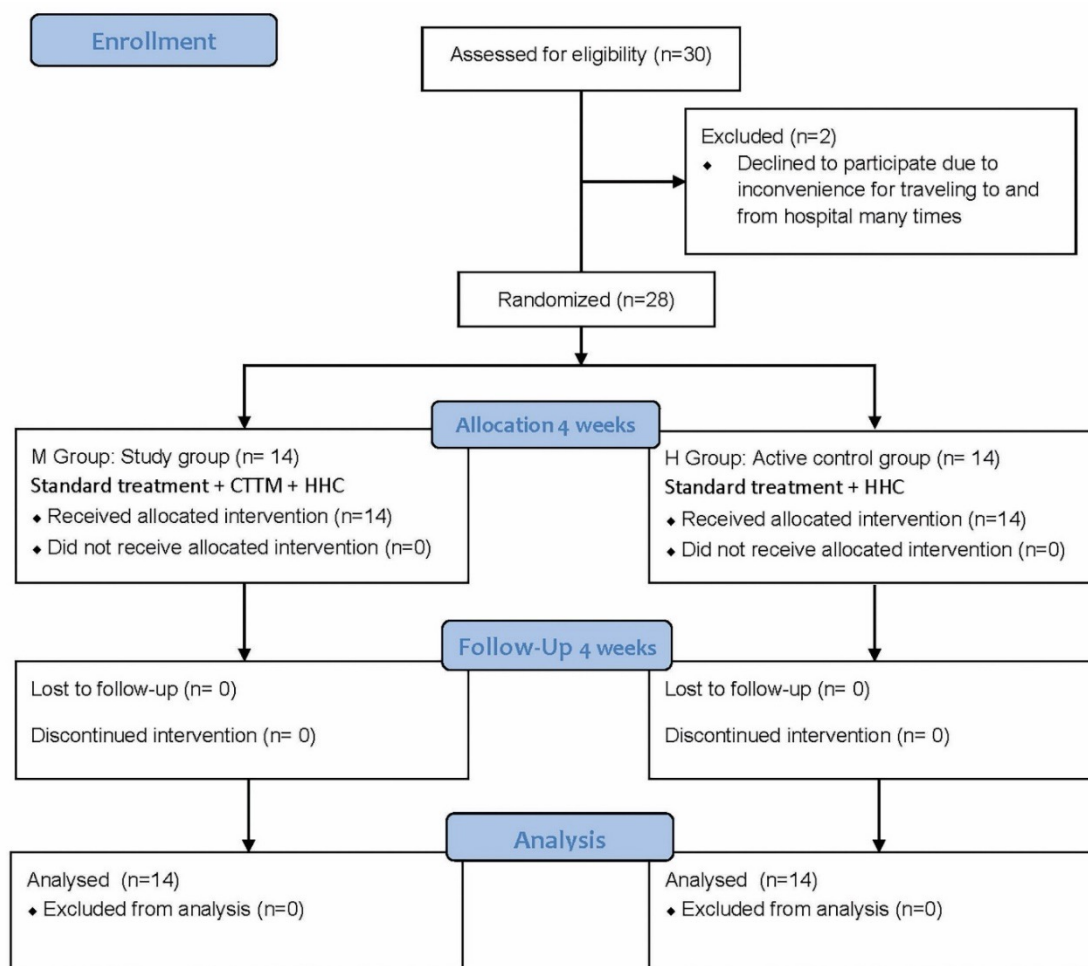 Enrollment
Assessed for eligibility (n=30)
Excluded (n=2)
⬥ Declined to participate due to
inconvenience for traveling to and
from hospital many times
Randomized (n=28)
Allocation 4 weeks
M Group: Study group (n= 14)
Standard treatment + CTTM + HHC
⬥ Received allocated intervention (n=14)
⬥ Did not receive allocated intervention (n=0)
H Group: Active control group (n= 14)
Standard treatment + HHC
⬥ Received allocated intervention (n=14)
⬥ Did not receive allocated intervention (n=0)
Follow-Up 4 weeks
Lost to follow-up (n= 0)
Discontinued intervention (n= 0)
Lost to follow-up (n= 0)
Discontinued intervention (n= 0)
Analysis
Analysed (n=14)
⬥ Excluded from analysis (n=0)
Analysed (n=14)
⬥ Excluded from analysis (n=0)